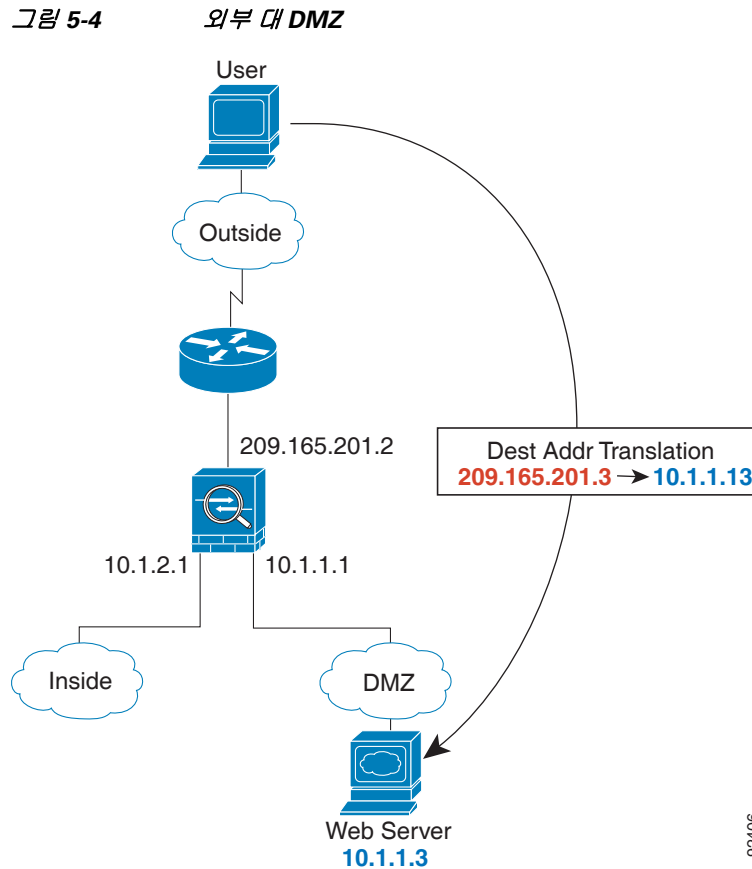 그림 5-4 외부 대 DMZ
User
Outside
209.165.201.2
Dest Addr Translation
209.165.201.3 → 10.1.1.13
10.1.2.1
10.1.1.1
Inside
DMZ
Web Server
10.1.1.3